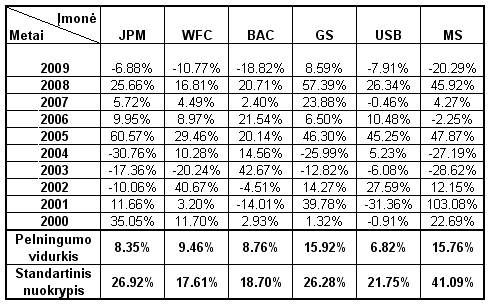 Įmonė
Metai JPM WFC BAC GS USB MS
2009 -6.88% -10.77% -18.82% 8.59% -7.91% -20.29%
2008 25.66% 16.81% 20.71% 57.39% 26.34% 45.92%
2007 5.72% 4.49% 2.40% 23.88% -0.46% 4.27%
2006 9.95% 8.97% 21.54% 6.50% 10.48% -2.25%
2005 60.57% 29.46% 20.14% 46.30% 45.25% 47.87%
2004 -30.76% 10.28% 14.56% -25.99% 5.23% -27.19%
2003 -17.36% -20.24% 42.67% -12.82% -6.08% -28.62%
2002 -10.06% 40.67% -4.51% 14.27% 27.59% 12.15%
2001 11.66% 3.20% -14.01% 39.78% -31.36% 103.08%
2000 35.05% 11.70% 2.93% 1.32% -0.91% 22.69%
Pelningumo
vidurkis 8.35% 9.46% 8.76% 15.92% 6.82% 15.76%
Standartinis
nuokrypis 26.92% 17.61% 18.70% 26.28% 21.75% 41.09%